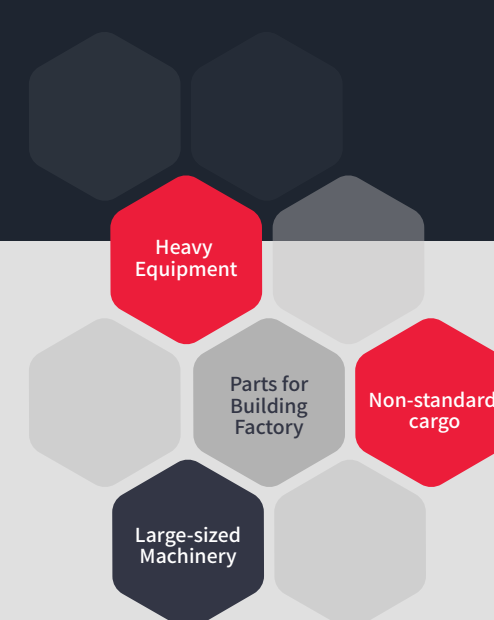 Heavy
Equipment
Parts for
Building
Factory
Non-standard
cargo
Large-sized
Machinery